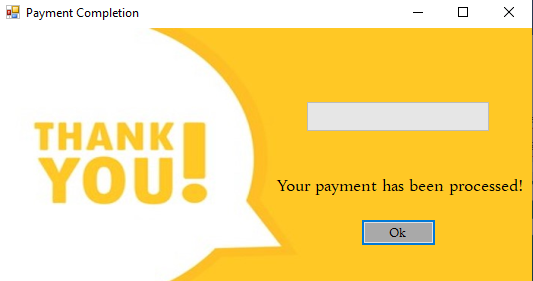 Payment Completion
THANK
YOU!
Your payment has been processed!
Ok